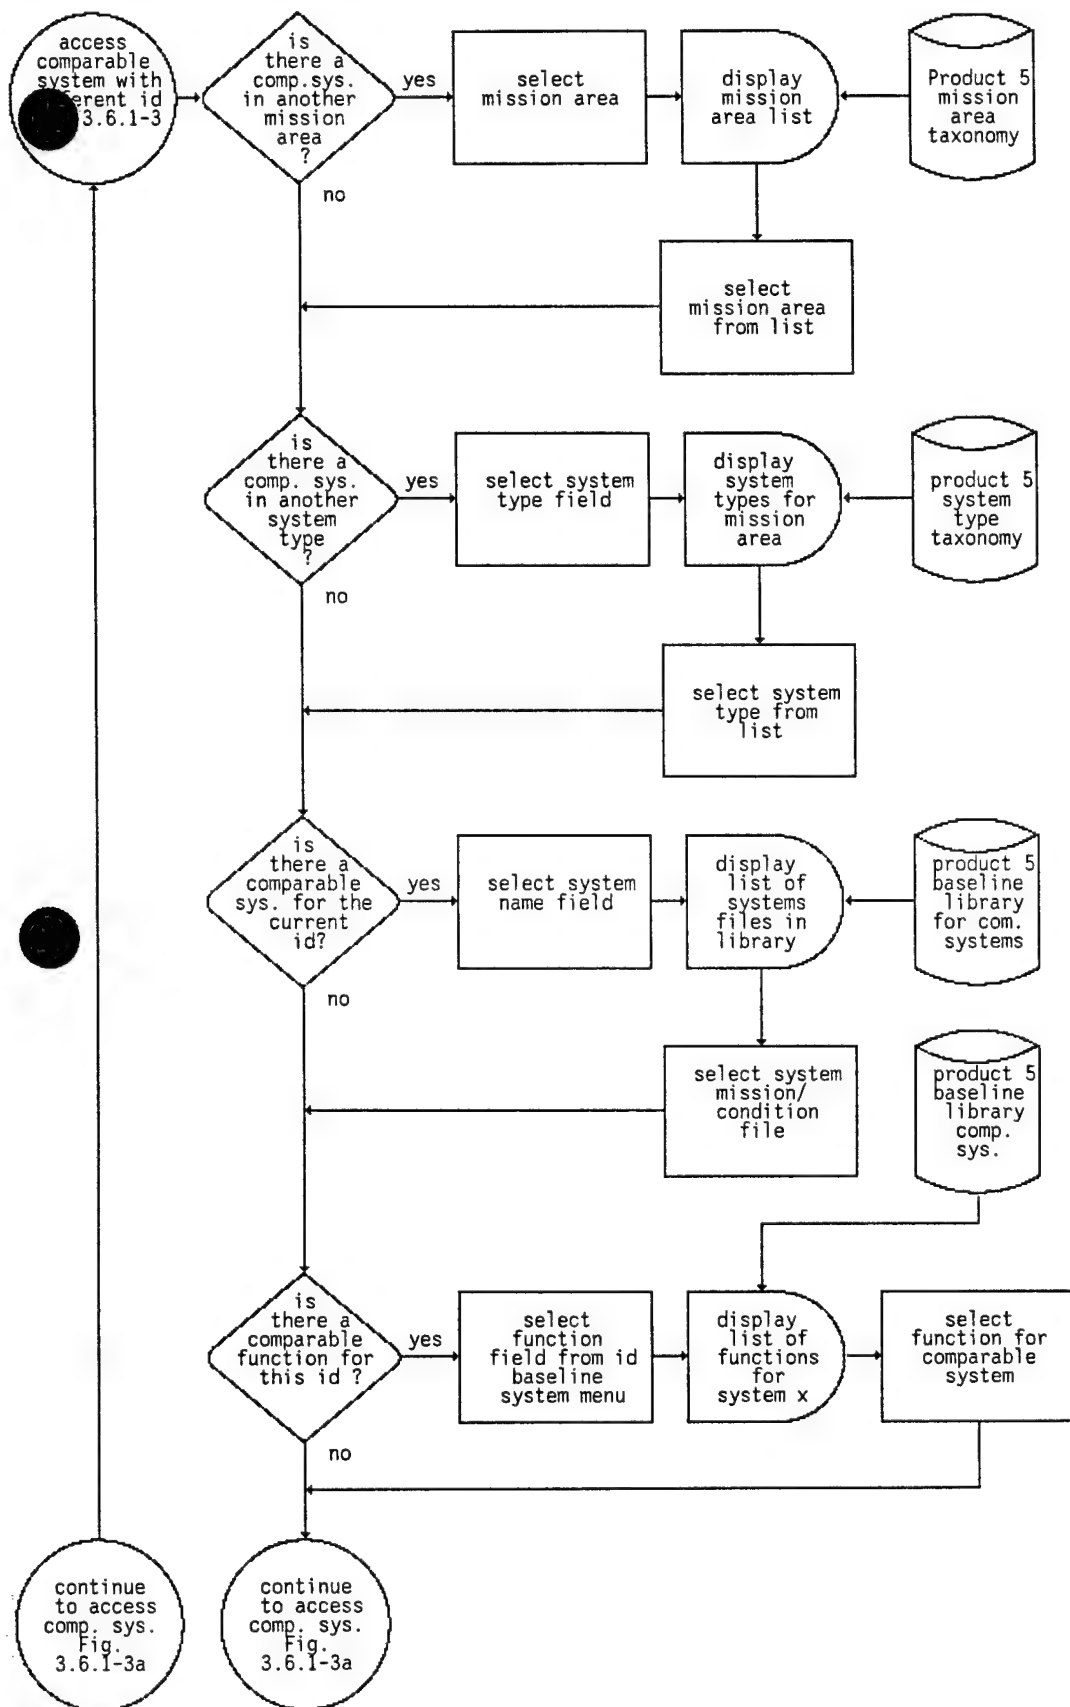 access
comparable
system with
3.6.1-3
is
there a
comp.sys.
in another
mission
area
?
yes
no
select
mission area
display
mission
area list
Product 5
mission
area
taxonomy
select
mission area
from list
is
there a
comp. sys.
in another
system
type
?
yes
no
select system
type field
display
system
types for
mission
area
product 5
system
type
taxonomy
select system
type from
list
is
there a
comparable
sys. for the
current
id?
yes
no
select system
name field
display
list of
systems
files in
library
product 5
baseline
library
for com.
systems
select system
mission/
condition
file
product 5
baseline
library
comp.
sys.
is
there a
comparable
function for
this id ?
yes
no
select
function
field from id
baseline
system menu
display
list of
functions
for
system x
select
function for
comparable
system
continue
to access
comp. sys.
Fig.
3.6.1-3a
continue
to access
comp. sys.
Fig.
3.6.1-3a